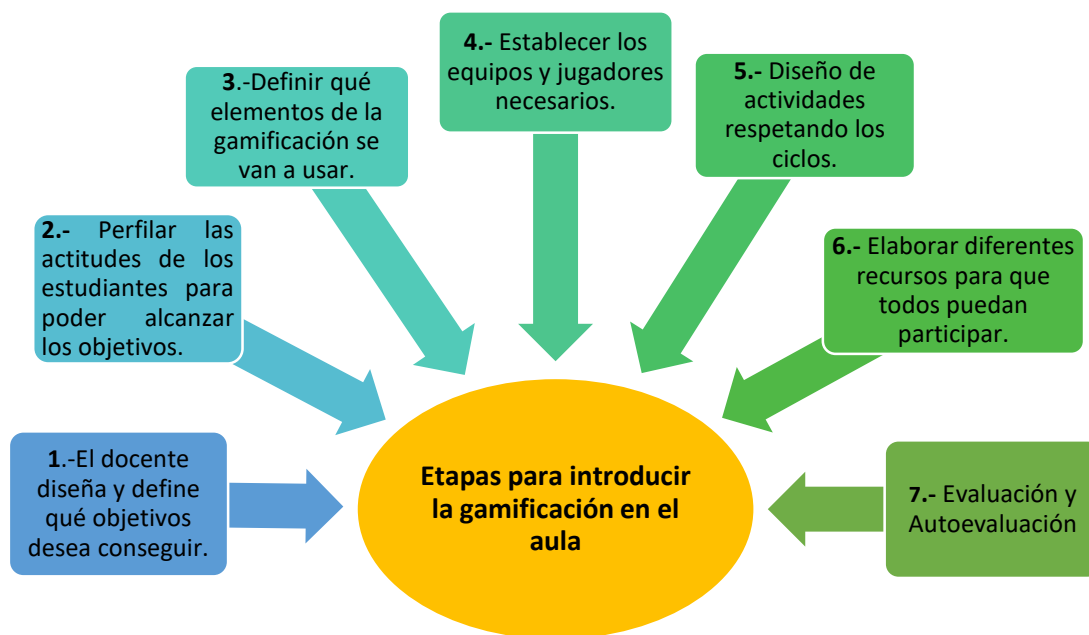 1.-El docente
diseña y define
qué objetivos
desea conseguir.
2.- Perfilar las
actitudes de los
estudiantes para
poder alcanzar
los objetivos.
3.-Definir qué
elementos de la
gamificación se
van a usar.
4.- Establecer los
equipos y jugadores
necesarios.
5.- Diseño de
actividades
respetando los
ciclos.
6.- Elaborar diferentes
recursos para que
todos puedan
participar.
7.- Evaluación y
Autoevaluación
Etapas para introducir
la gamificación en el
aula